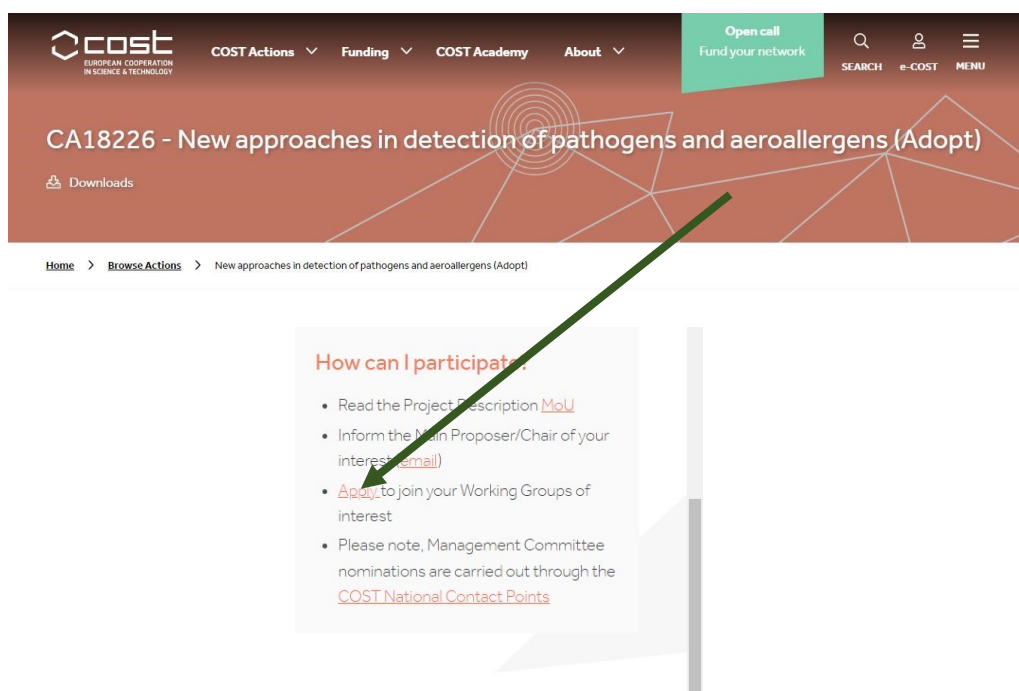 cost
EUROPEAN COOPERATION
IN SCIENCE & TECHNOLOGY
COST Actions
Funding
COST Academy
About
Open call
Fund your network
SEARCH
e-COST
MENU
CA18226 - New approaches in detection of pathogens and aeroallergens (Adopt)
Downloads
Home > Browse Actions > New approaches in detection of pathogens and aeroallergens (Adopt)
How can I participate?
• Read the Project Description MoU
• Inform the Main Proposer/Chair of your
interest (email)
• Apply to join your Working Groups of
interest
• Please note, Management Committee
nominations are carried out through the
COST National Contact Points